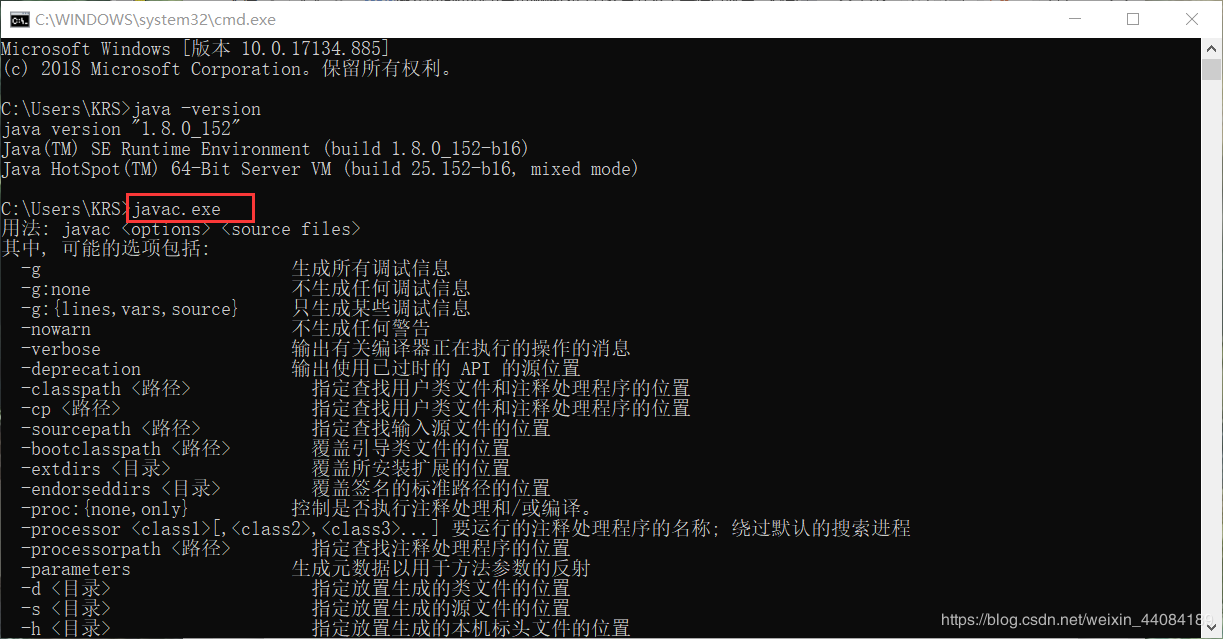 C:\WINDOWS\system32\cmd.exe
Microsoft Windows [版本 10.0.17134.885]
(c) 2018 Microsoft Corporation。保留所有权利。
C:\Users\KRS>java -version
java version "1.8.0_152"
Java(TM) SE Runtime Environment (build 1.8.0_152-b16)
Java HotSpot(TM) 64-Bit Server VM (build 25.152-b16, mixed mode)
C:\Users\KRS>javac.exe
用法: javac <options> <source files>
其中, 可能的选项包括:
-g 生成所有调试信息
-g:none 不生成任何调试信息
-g:{lines,vars,source} 只生成某些调试信息
-nowarn 不生成任何警告
-verbose 输出有关编译器正在执行的操作的消息
-deprecation 输出使用已过时的 API 的源位置
-classpath <路径> 指定查找用户类文件和注释处理程序的位置
-cp <路径> 指定查找用户类文件和注释处理程序的位置
-sourcepath <路径> 指定查找输入源文件的位置
-bootclasspath <路径> 覆盖引导类文件的位置
-extdirs <目录> 覆盖所安装扩展的位置
-endorseddirs <目录> 覆盖签名的标准路径的位置
-proc:{none,only} 控制是否执行注释处理和/或编译。
-processor <class1>[,<class2>,<class3>...] 要运行的注释处理程序的名称; 绕过默认的搜索进程
-processorpath <路径> 指定查找注释处理程序的位置
-parameters 生成元数据以用于方法参数的反射
-d <目录> 指定放置生成的类文件的位置
-s <目录> 指定放置生成的源文件的位置
-h <目录> 指定放置生成的本机标头文件的位置
https://blog.csdn.net/weixin_44084189